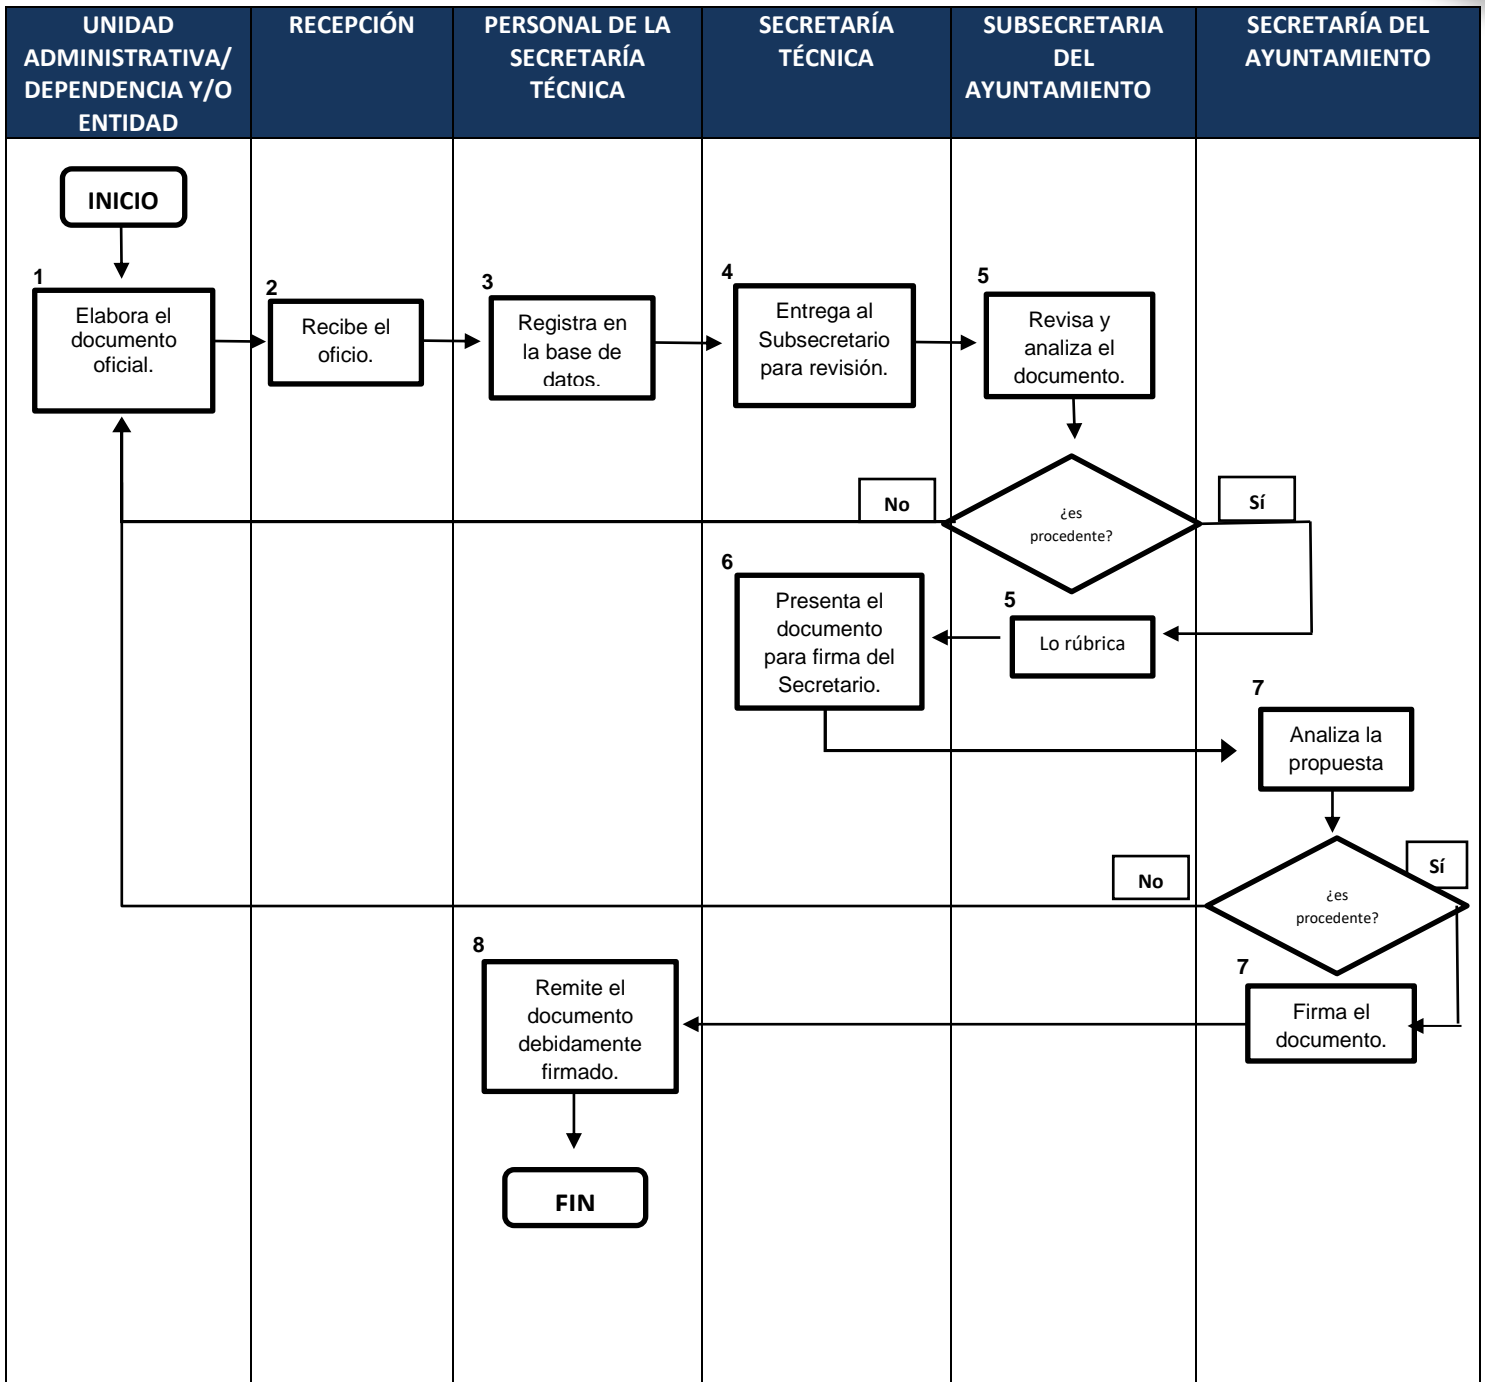 UNIDAD
ADMINISTRATIVA/
DEPENDENCIA Y/O
ENTIDAD
RECEPCIÓN
PERSONAL DE LA
SECRETARÍA
TÉCNICA
SECRETARÍA
TÉCNICA
SUBSECRETARIA
DEL
AYUNTAMIENTO
SECRETARÍA DEL
AYUNTAMIENTO
INICIO
1
Elabora el
documento
oficial.
2
Recibe el
oficio.
3
Registra en
la base de
datos.
4
Entrega al
Subsecretario
para revisión.
5
Revisa y
analiza el
documento.
No
¿es
procedente?
Sí
6
Presenta el
documento
para firma del
Secretario.
5
Lo rúbrica
7
Analiza la
propuesta
No
¿es
procedente?
Sí
8
Remite el
documento
debidamente
firmado.
7
Firma el
documento.
FIN